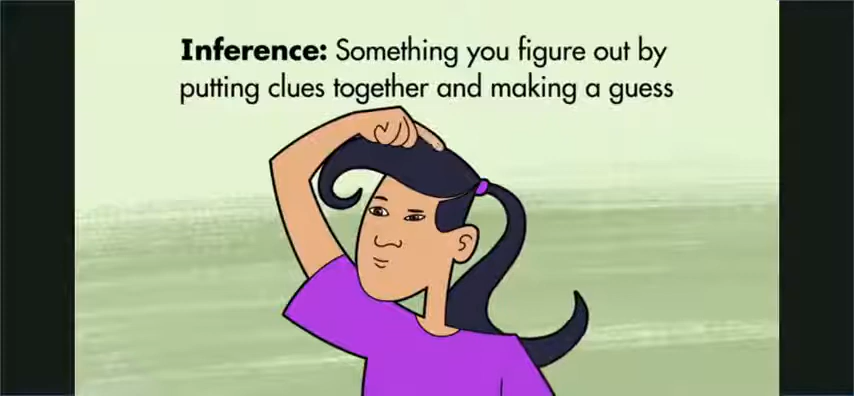 Inference: Something you figure out by
putting clues together and making a guess